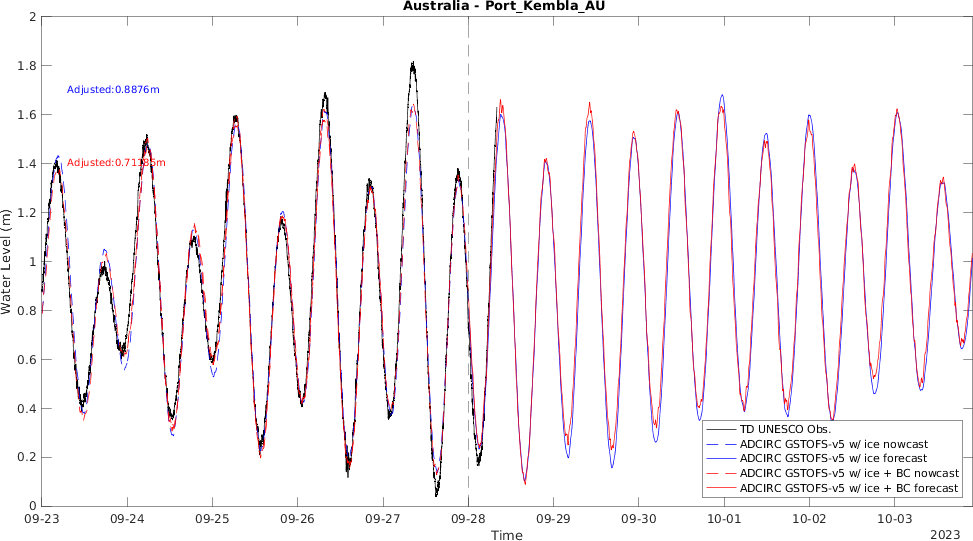 Australia - Port_Kembla_AU
2
1.8
1.6
1.4
1.2
1
0.8
0.6
0.4
0.2
0
Water Level (m)
Adjusted:0.8876m
TD UNESCO Obs.
ADCIRC GSTOFS-v5 w/ ice nowcast
ADCIRC GSTOFS-v5 w/ ice forecast
ADCIRC GSTOFS-v5 w/ ice + BC nowcast
ADCIRC GSTOFS-v5 w/ ice + BC forecast
09-23 09-24 09-25 09-26 09-27 09-28 09-29 09-30 10-01 10-02 10-03
Time
2023